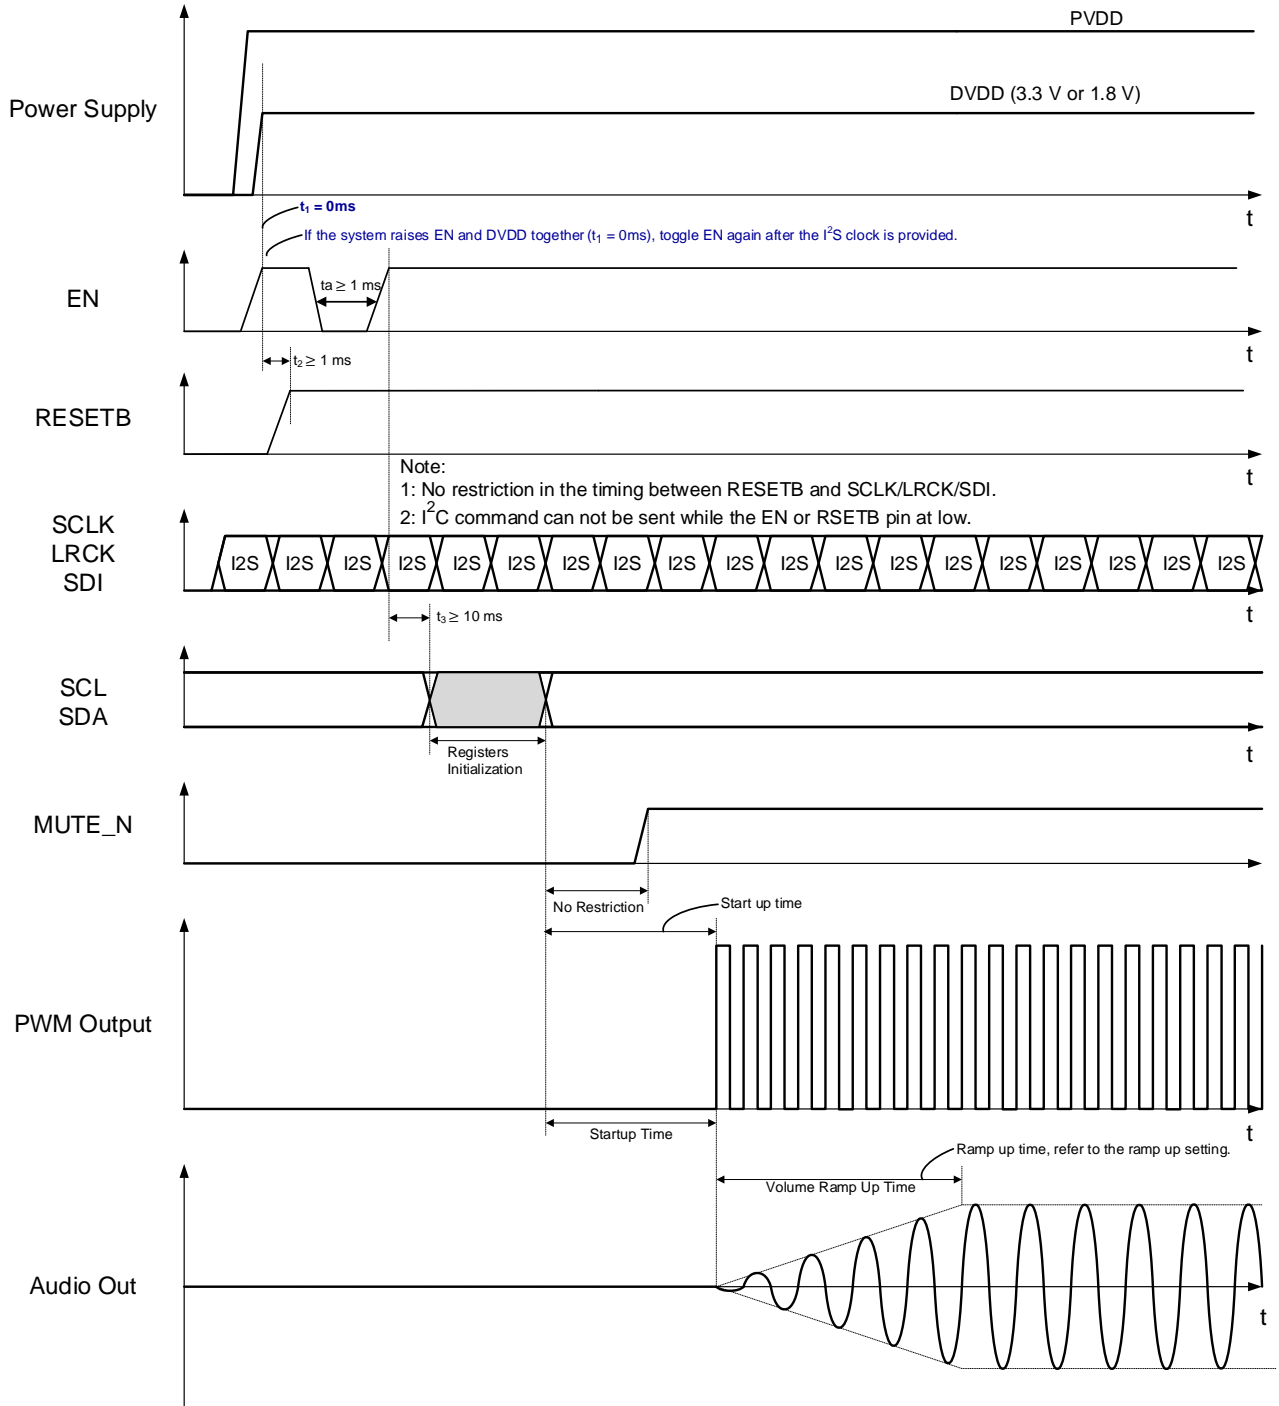 PVDD
Power Supply
DVDD (3.3 V or 1.8 V)
t₁ = 0ms
t
If the system raises EN and DVDD together (t₁ = 0ms), toggle EN again after the I²S clock is provided.
EN
ta ≥ 1 ms
t
t₂ ≥ 1 ms
RESETB
t
Note:
1: No restriction in the timing between RESETB and SCLK/LRCK/SDI.
2: I²C command can not be sent while the EN or RSETB pin at low.
SCLK
LRCK
SDI
I2S I2S I2S I2S I2S I2S I2S I2S I2S I2S I2S I2S I2S I2S I2S I2S I2S I2S I2S
t
t₃ ≥ 10 ms
SCL
SDA
t
Registers
Initialization
MUTE_N
No Restriction
Start up time
PWM Output
Startup Time
t
Ramp up time, refer to the ramp up setting.
Volume Ramp Up Time
Audio Out
t